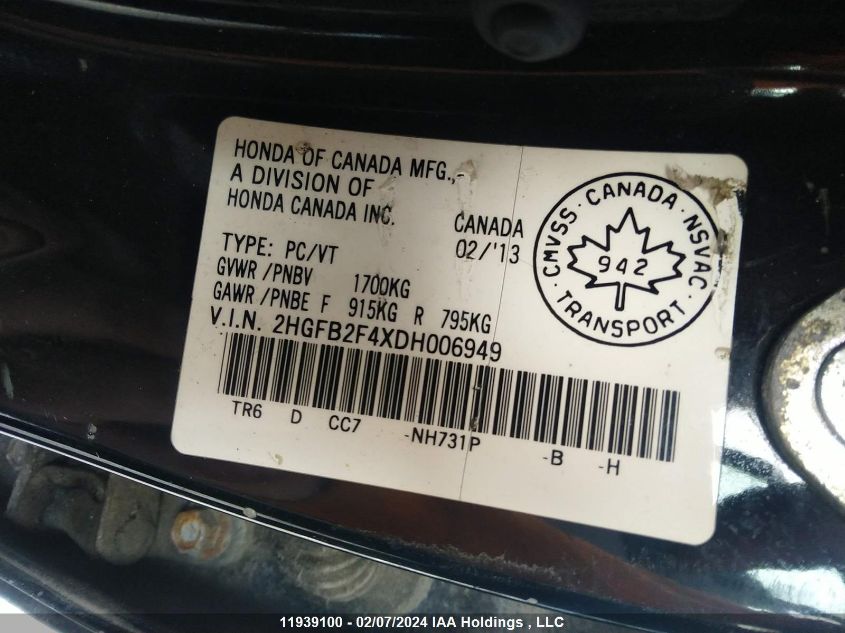 HONDA OF CANADA MFG.,
A DIVISION OF
HONDA CANADA INC.
CANADA
02/'13
TYPE: PC/VT
GVWR/PNBV 1700KG
GAWR/PNBE F 915KG R 795KG
V.I.N. 2HGFB2F4XDH006949
TR6 D CC7 -NH731P -B -H
CMVSS · CANADA · NSVAC
942
· TRANSPORT ·
11939100 - 02/07/2024 IAA Holdings , LLC